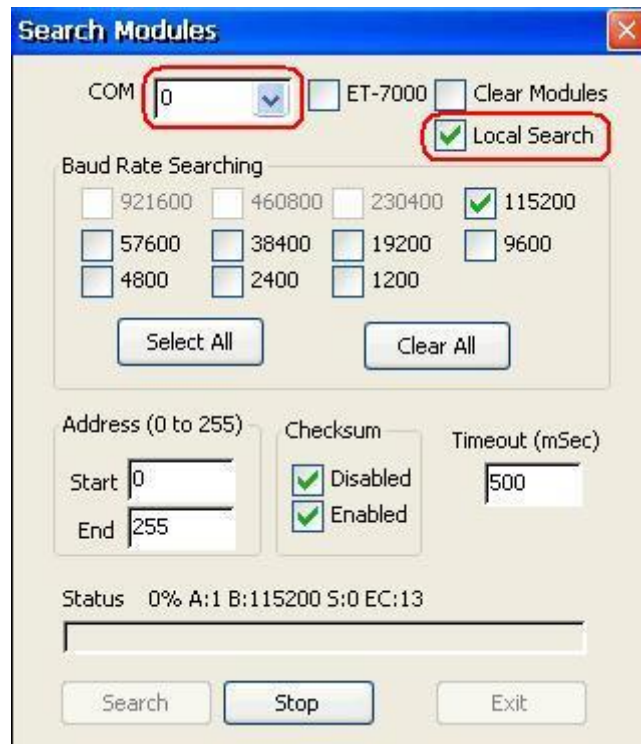 Search Modules
COM 0 ET-7000 Clear Modules
Local Search
Baud Rate Searching
921600 460800 230400 115200
57600 38400 19200 9600
4800 2400 1200
Select All Clear All
Address (0 to 255) Checksum Timeout (mSec)
Start 0 Disabled 500
End 255 Enabled
Status 0% A:1 B:115200 S:0 EC:13
Search Stop Exit